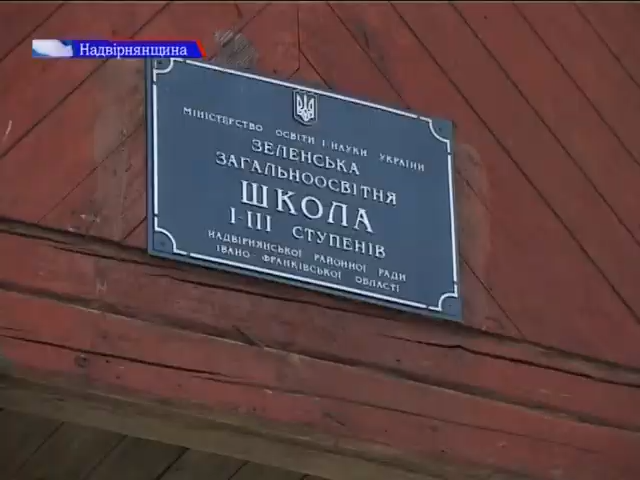 Надвірнянщина
МІНІСТЕРСТВО ОСВІТИ І НАУКИ УКРАЇНИ
ЗЕЛЕНСЬКА
ЗАГАЛЬНООСВІТНЯ
ШКОЛА
І-ІІІ СТУПЕНІВ
НАДВІРНЯНСЬКОЇ РАЙОННОЇ РАДИ
ІВАНО-ФРАНКІВСЬКОЇ ОБЛАСТІ